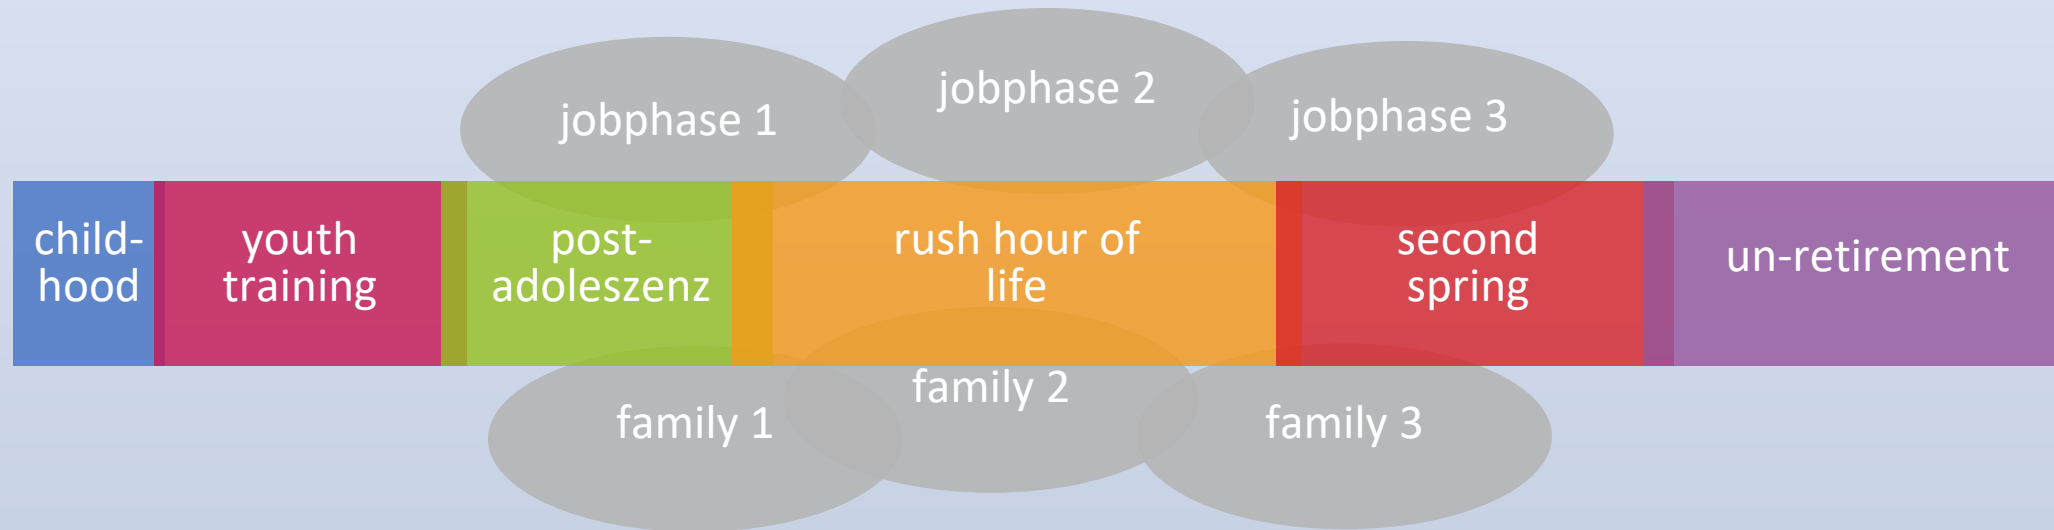 jobphase 1
jobphase 2
jobphase 3
child-
hood
youth
training
post-
adoleszenz
rush hour of
life
second
spring
un-retirement
family 1
family 2
family 3